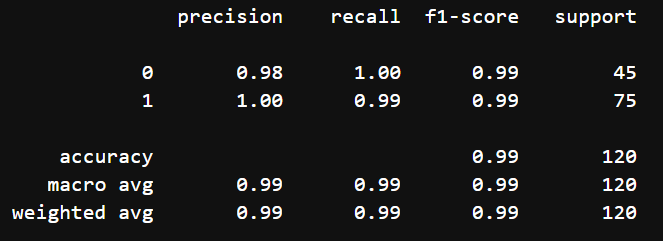 precision recall f1-score support
0 0.98 1.00 0.99 45
1 1.00 0.99 0.99 75
accuracy 0.99 120
macro avg 0.99 0.99 0.99 120
weighted avg 0.99 0.99 0.99 120